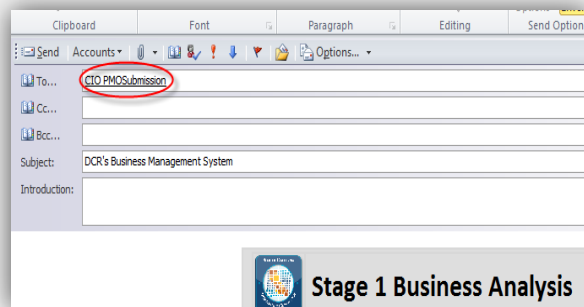 Clipboard Font Paragraph Editing Send Option
Send Accounts Options...
To... CIO PMOSubmission
Cc...
Bcc...
Subject: DCR's Business Management System
Introduction:
Stage 1 Business Analysis